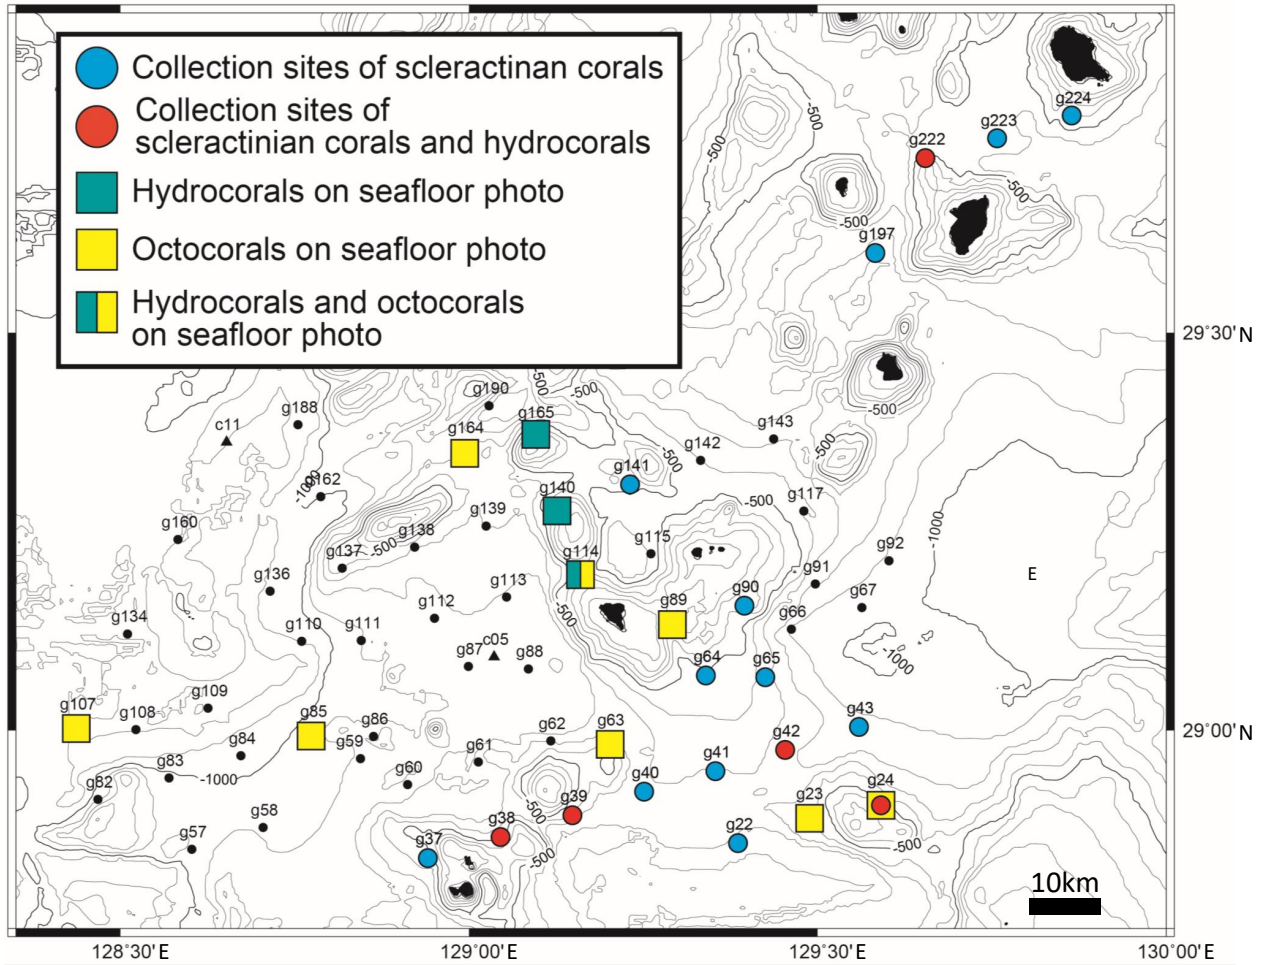 Collection sites of scleractinan corals
Collection sites of
scleractinian corals and hydrocorals
Hydrocorals on seafloor photo
Octocorals on seafloor photo
Hydrocorals and octocorals
on seafloor photo
-500
-500
g224
g223
g222
-500
-500
g197
29°30' N
-500
-500
-500
g190
g188
g165
c11
g164
g143
g142
-500
-500
g141
-1000
g162
g140
-500
g117
g160
g139
-1000
g138
g137
-500
g115
g92
g114
g136
g91
E
g113
g90
g67
g112
g89
-500
g66
g134
g110
g111
c05
g87
g88
-1000
g64
g65
g109
g107
g108
g85
g86
g63
g43
29°00' N
g62
g84
g59
g61
g42
g83
-1000
g60
g41
g82
g40
g24
-500
g39
g23
g58
g38
g57
g37
g22
-500
-500
10km
128°30' E
129°00' E
129°30' E
130°00' E